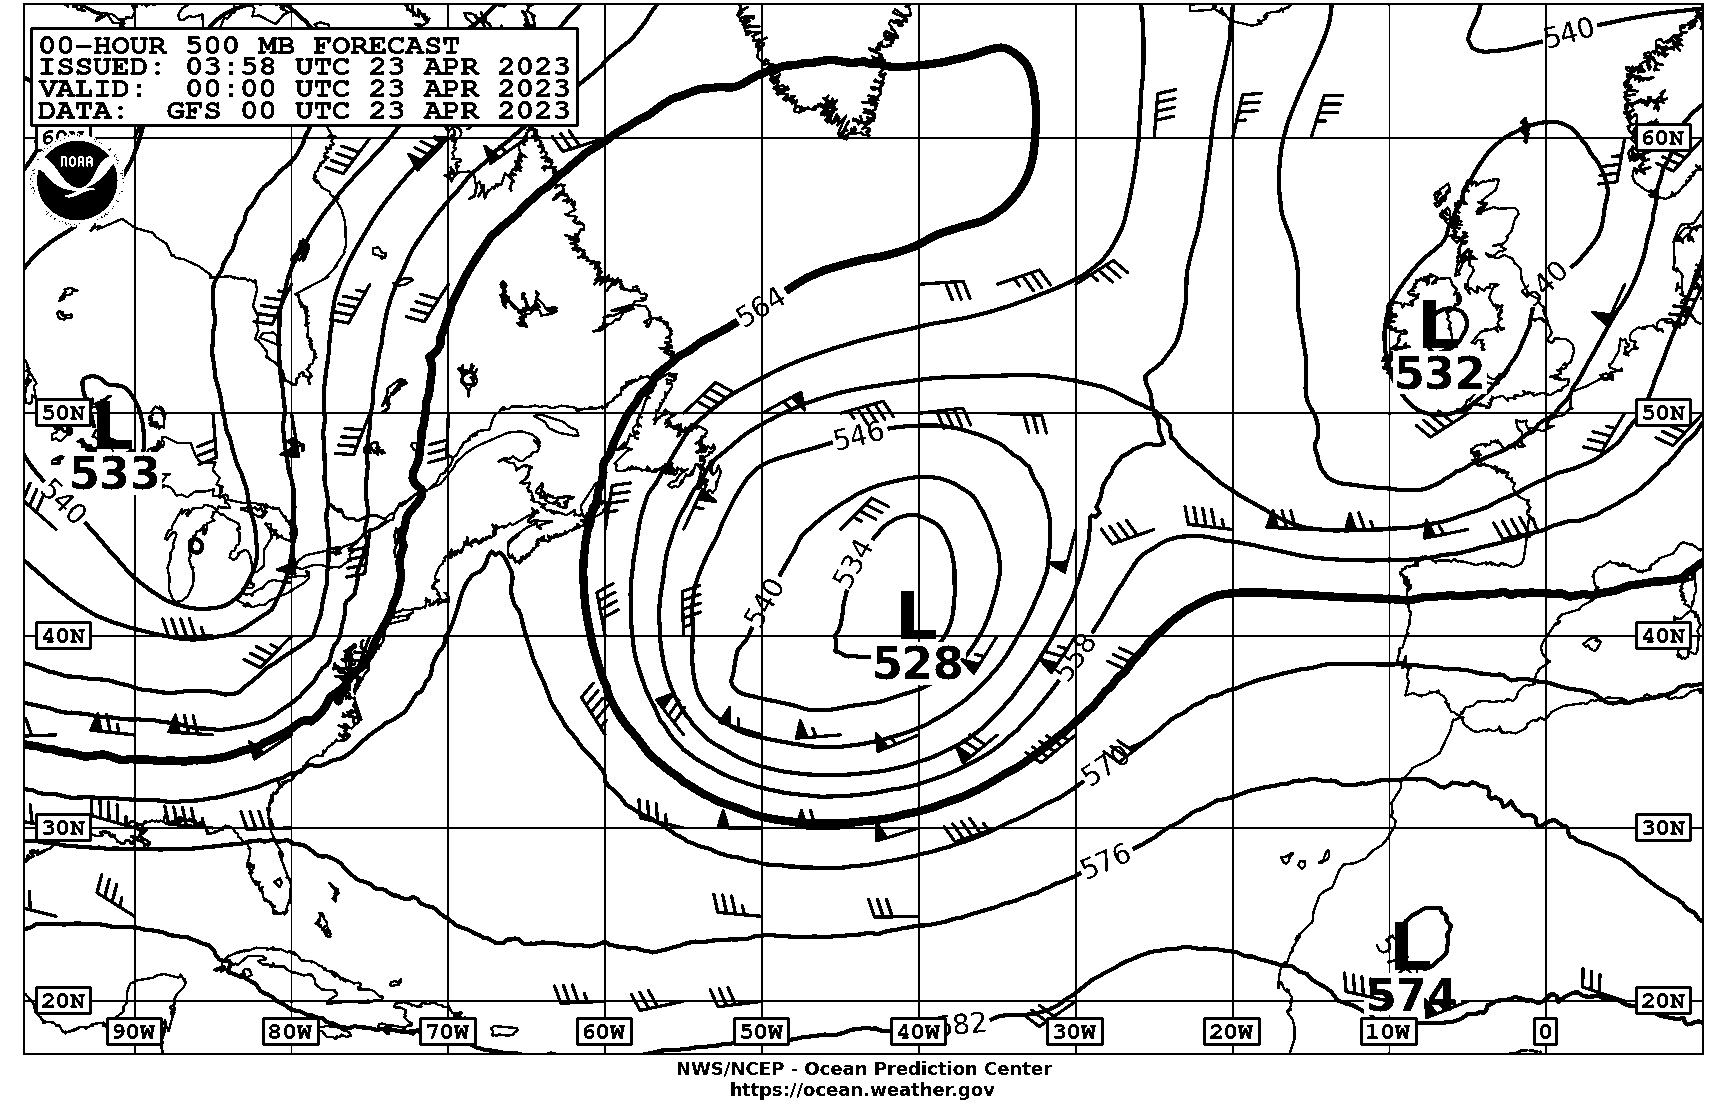 00-HOUR 500 MB FORECAST
ISSUED: 03:58 UTC 23 APR 2023
VALID: 00:00 UTC 23 APR 2023
DATA: GFS 00 UTC 23 APR 2023
540
60N
60N
NOAA
540
564
L
532
50N
L
533
50N
546
540
534
540
L
528
40N
40N
558
570
30N
30N
576
L
574
20N
20N
582
90W
80W
70W
60W
50W
40W
30W
20W
10W
0
NWS/NCEP - Ocean Prediction Center
https://ocean.weather.gov